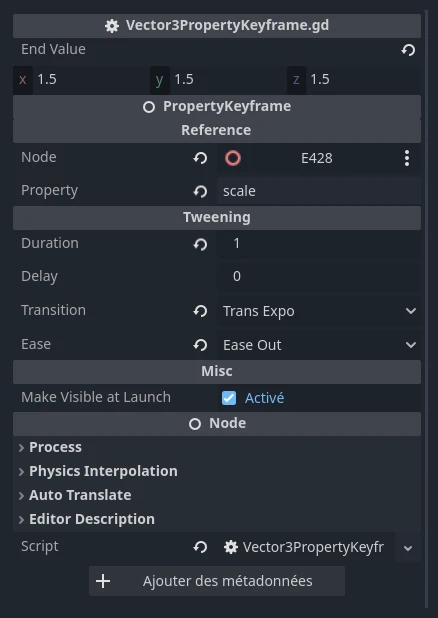 Vector3PropertyKeyframe.gd
End Value
x 1.5 y 1.5 z 1.5
PropertyKeyframe
Reference
Node E428
Property scale
Tweening
Duration 1
Delay 0
Transition Trans Expo
Ease Ease Out
Misc
Make Visible at Launch Activé
Node
Process
Physics Interpolation
Auto Translate
Editor Description
Script Vector3PropertyKeyfr
Ajouter des métadonnées